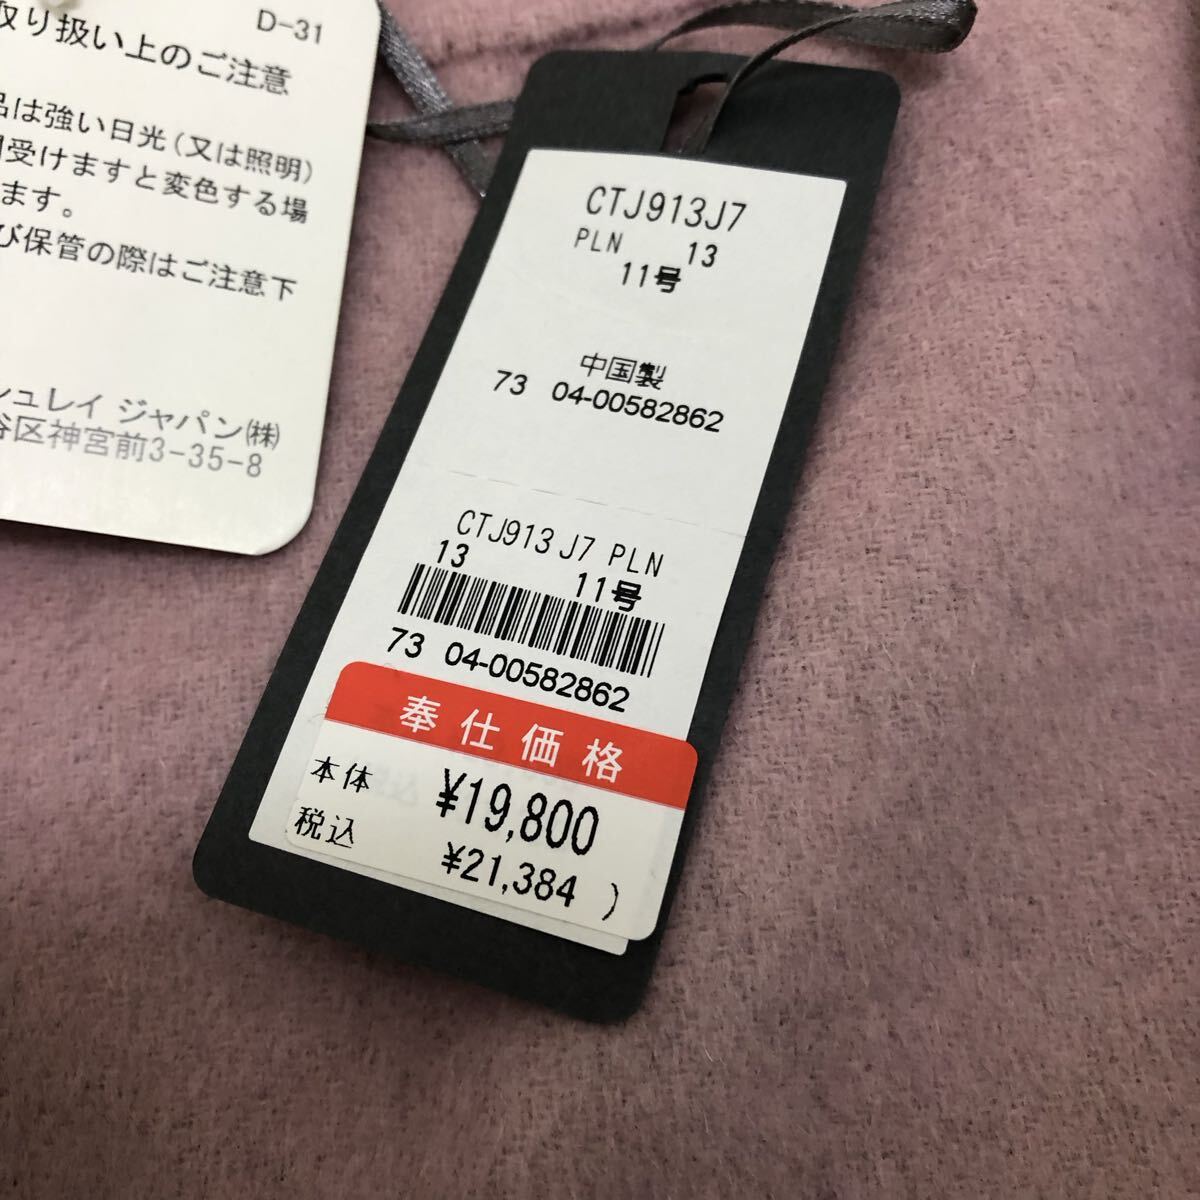 D-31
取り扱い上のご注意
品は強い日光(又は照明)
受けますと変色する場
ます。
び保管の際はご注意下
シュレイ ジャパン㈱
谷区神宮前3-35-8
CTJ913J7
PLN 13
11号
中国製
73 04-00582862
CTJ913 J7 PLN
13 11号
73 04-00582862
奉仕価格
本体 ¥19,800
税込 ¥21,384 )